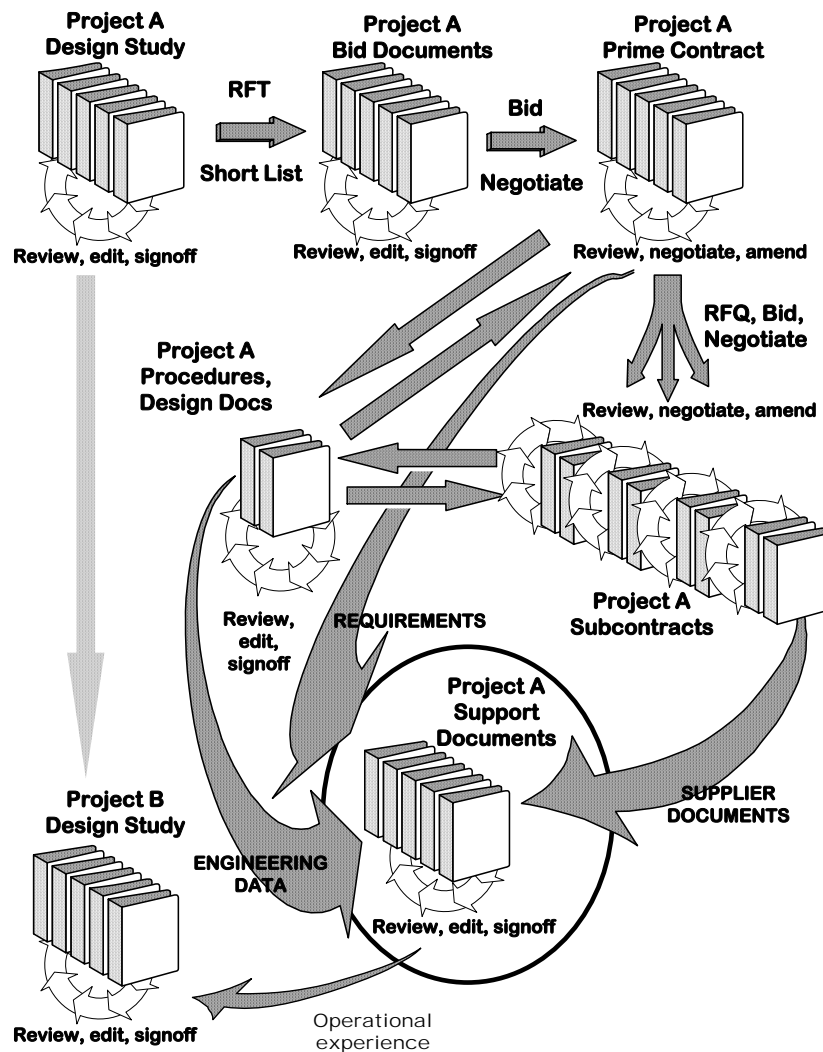 Project A
Design Study
Project A
Bid Documents
Project A
Prime Contract
RFT
Short List
Bid
Negotiate
Review, edit, signoff
Review, edit, signoff
Review, negotiate, amend
RFQ, Bid,
Negotiate
Project A
Procedures,
Design Docs
Review, negotiate, amend
Project A
Subcontracts
Review,
edit,
signoff
REQUIREMENTS
Project A
Support
Documents
SUPPLIER
DOCUMENTS
Project B
Design Study
ENGINEERING
DATA
Review, edit, signoff
Review, edit, signoff
Operational
experience